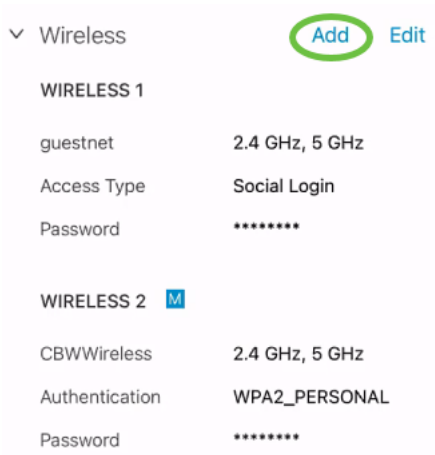 Wireless Add Edit
WIRELESS 1
guestnet 2.4 GHz, 5 GHz
Access Type Social Login
Password ********
WIRELESS 2 M
CBWWireless 2.4 GHz, 5 GHz
Authentication WPA2_PERSONAL
Password ********